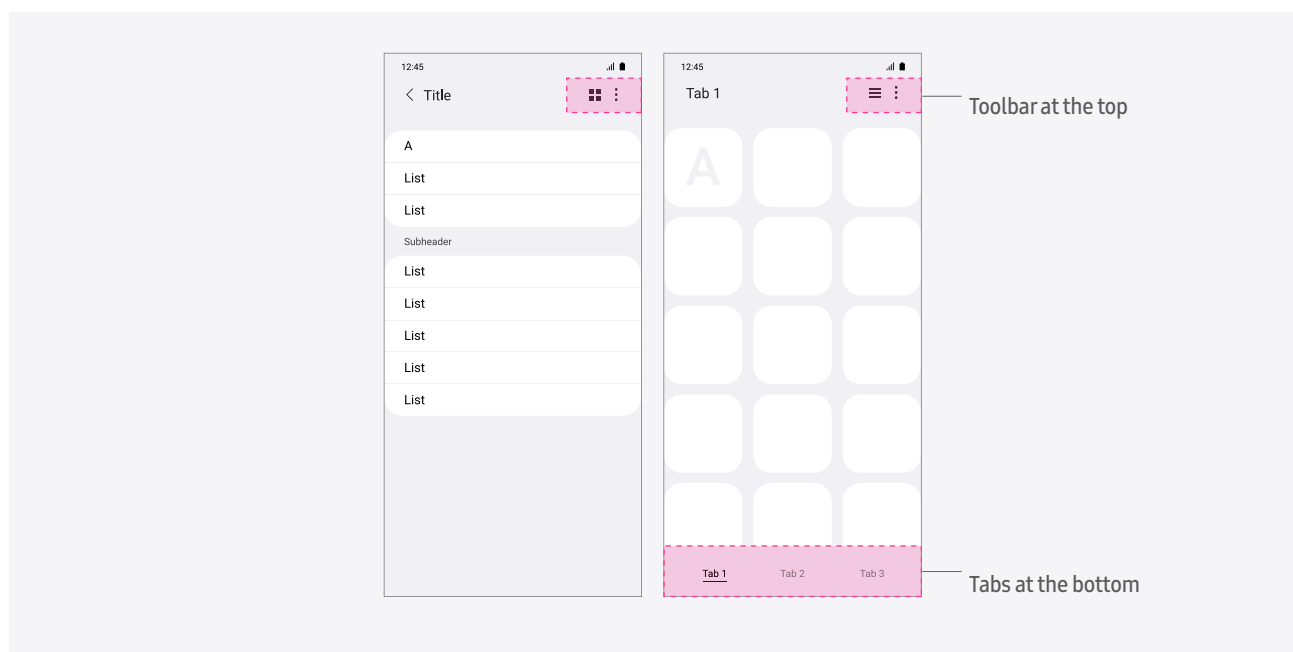 12:45
Title
A
List
List
Subheader
List
List
List
List
List
12:45
Tab 1
A
Tab 1
Tab 2
Tab 3
Toolbar at the top
Tabs at the bottom